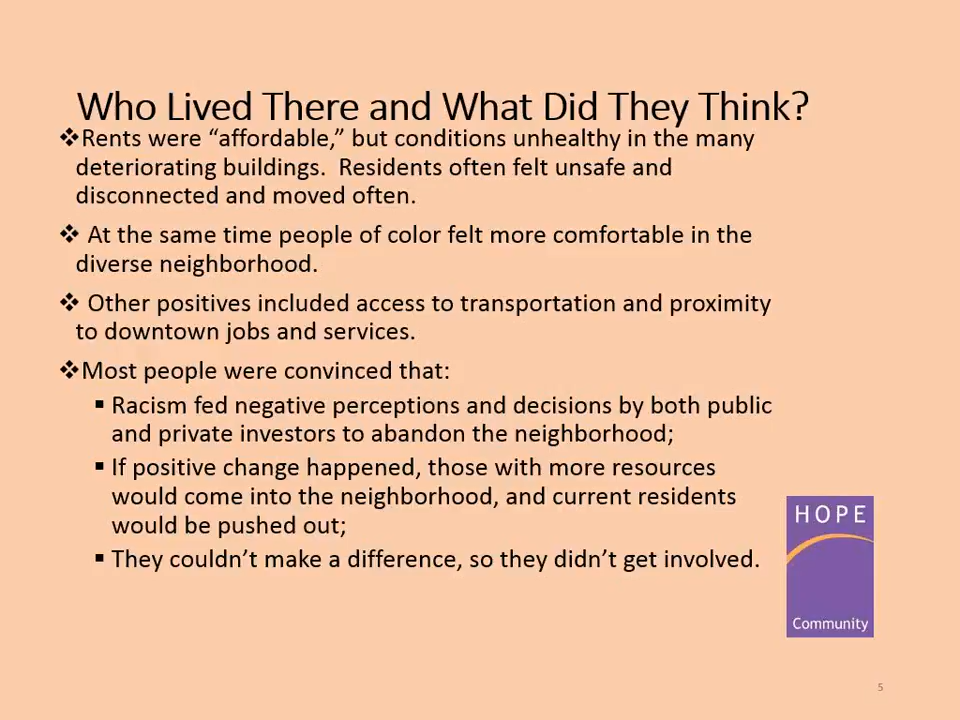 Who Lived There and What Did They Think?
❖Rents were “affordable,” but conditions unhealthy in the many
deteriorating buildings.  Residents often felt unsafe and
disconnected and moved often.
❖ At the same time people of color felt more comfortable in the
diverse neighborhood.
❖ Other positives included access to transportation and proximity
to downtown jobs and services.
❖Most people were convinced that:
▪ Racism fed negative perceptions and decisions by both public
and private investors to abandon the neighborhood;
▪ If positive change happened, those with more resources
would come into the neighborhood, and current residents
would be pushed out;
▪ They couldn’t make a difference, so they didn’t get involved.
HOPE
Community
5